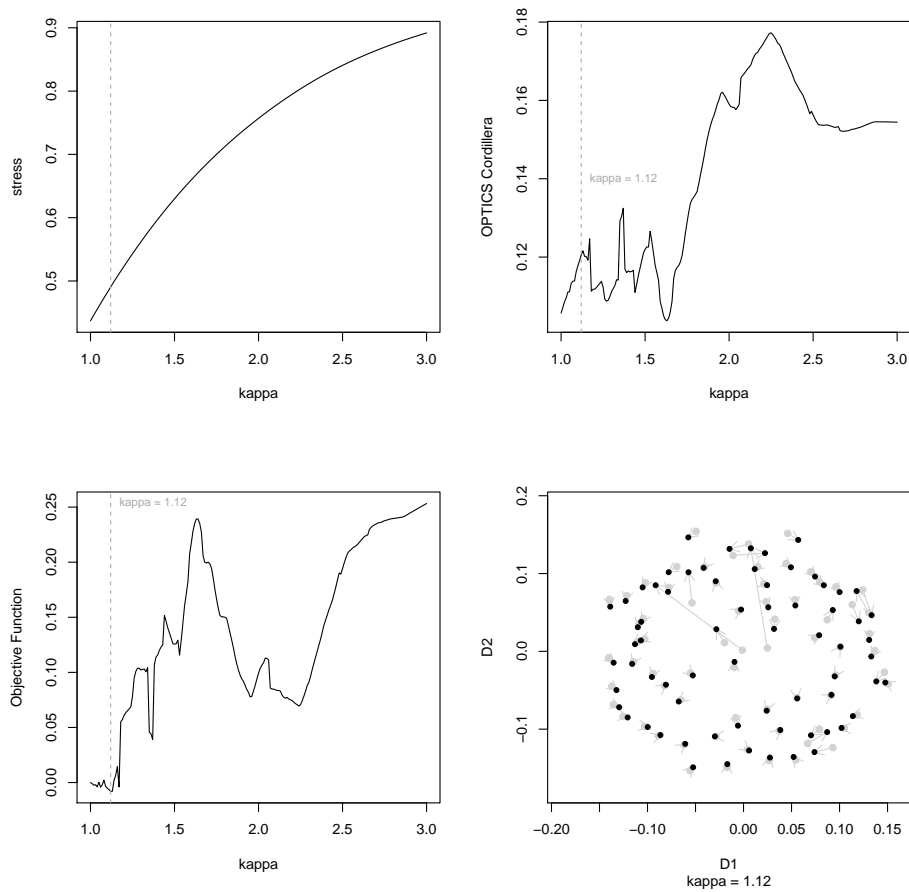 stress
0.5 0.6 0.7 0.8 0.9
1.0 1.5 2.0 2.5 3.0
kappa
OPTICS Cordillera
0.12 0.14 0.16 0.18
kappa = 1.12
1.0 1.5 2.0 2.5 3.0
kappa
Objective Function
0.00 0.05 0.10 0.15 0.20 0.25
kappa = 1.12
1.0 1.5 2.0 2.5 3.0
kappa
D2
−0.1 0.0 0.1 0.2
−0.20 −0.10 0.00 0.05 0.10 0.15
D1
kappa = 1.12